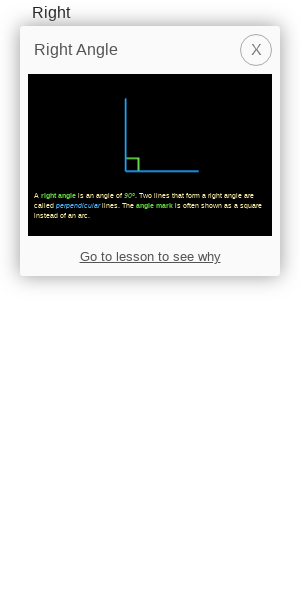 Right
Right Angle
X
A right angle is an angle of 90º. Two lines that form a right angle are
called perpendicular lines. The angle mark is often shown as a square
instead of an arc.
Go to lesson to see why